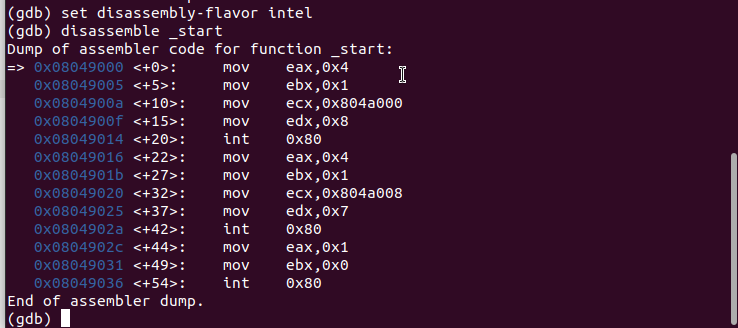 (gdb) set disassembly-flavor intel
(gdb) disassemble _start
Dump of assembler code for function _start:
=> 0x08049000 <+0>:     mov    eax,0x4
   0x08049005 <+5>:     mov    ebx,0x1
   0x0804900a <+10>:    mov    ecx,0x804a000
   0x0804900f <+15>:    mov    edx,0x8
   0x08049014 <+20>:    int    0x80
   0x08049016 <+22>:    mov    eax,0x4
   0x0804901b <+27>:    mov    ebx,0x1
   0x08049020 <+32>:    mov    ecx,0x804a008
   0x08049025 <+37>:    mov    edx,0x7
   0x0804902a <+42>:    int    0x80
   0x0804902c <+44>:    mov    eax,0x1
   0x08049031 <+49>:    mov    ebx,0x0
   0x08049036 <+54>:    int    0x80
End of assembler dump.
(gdb)